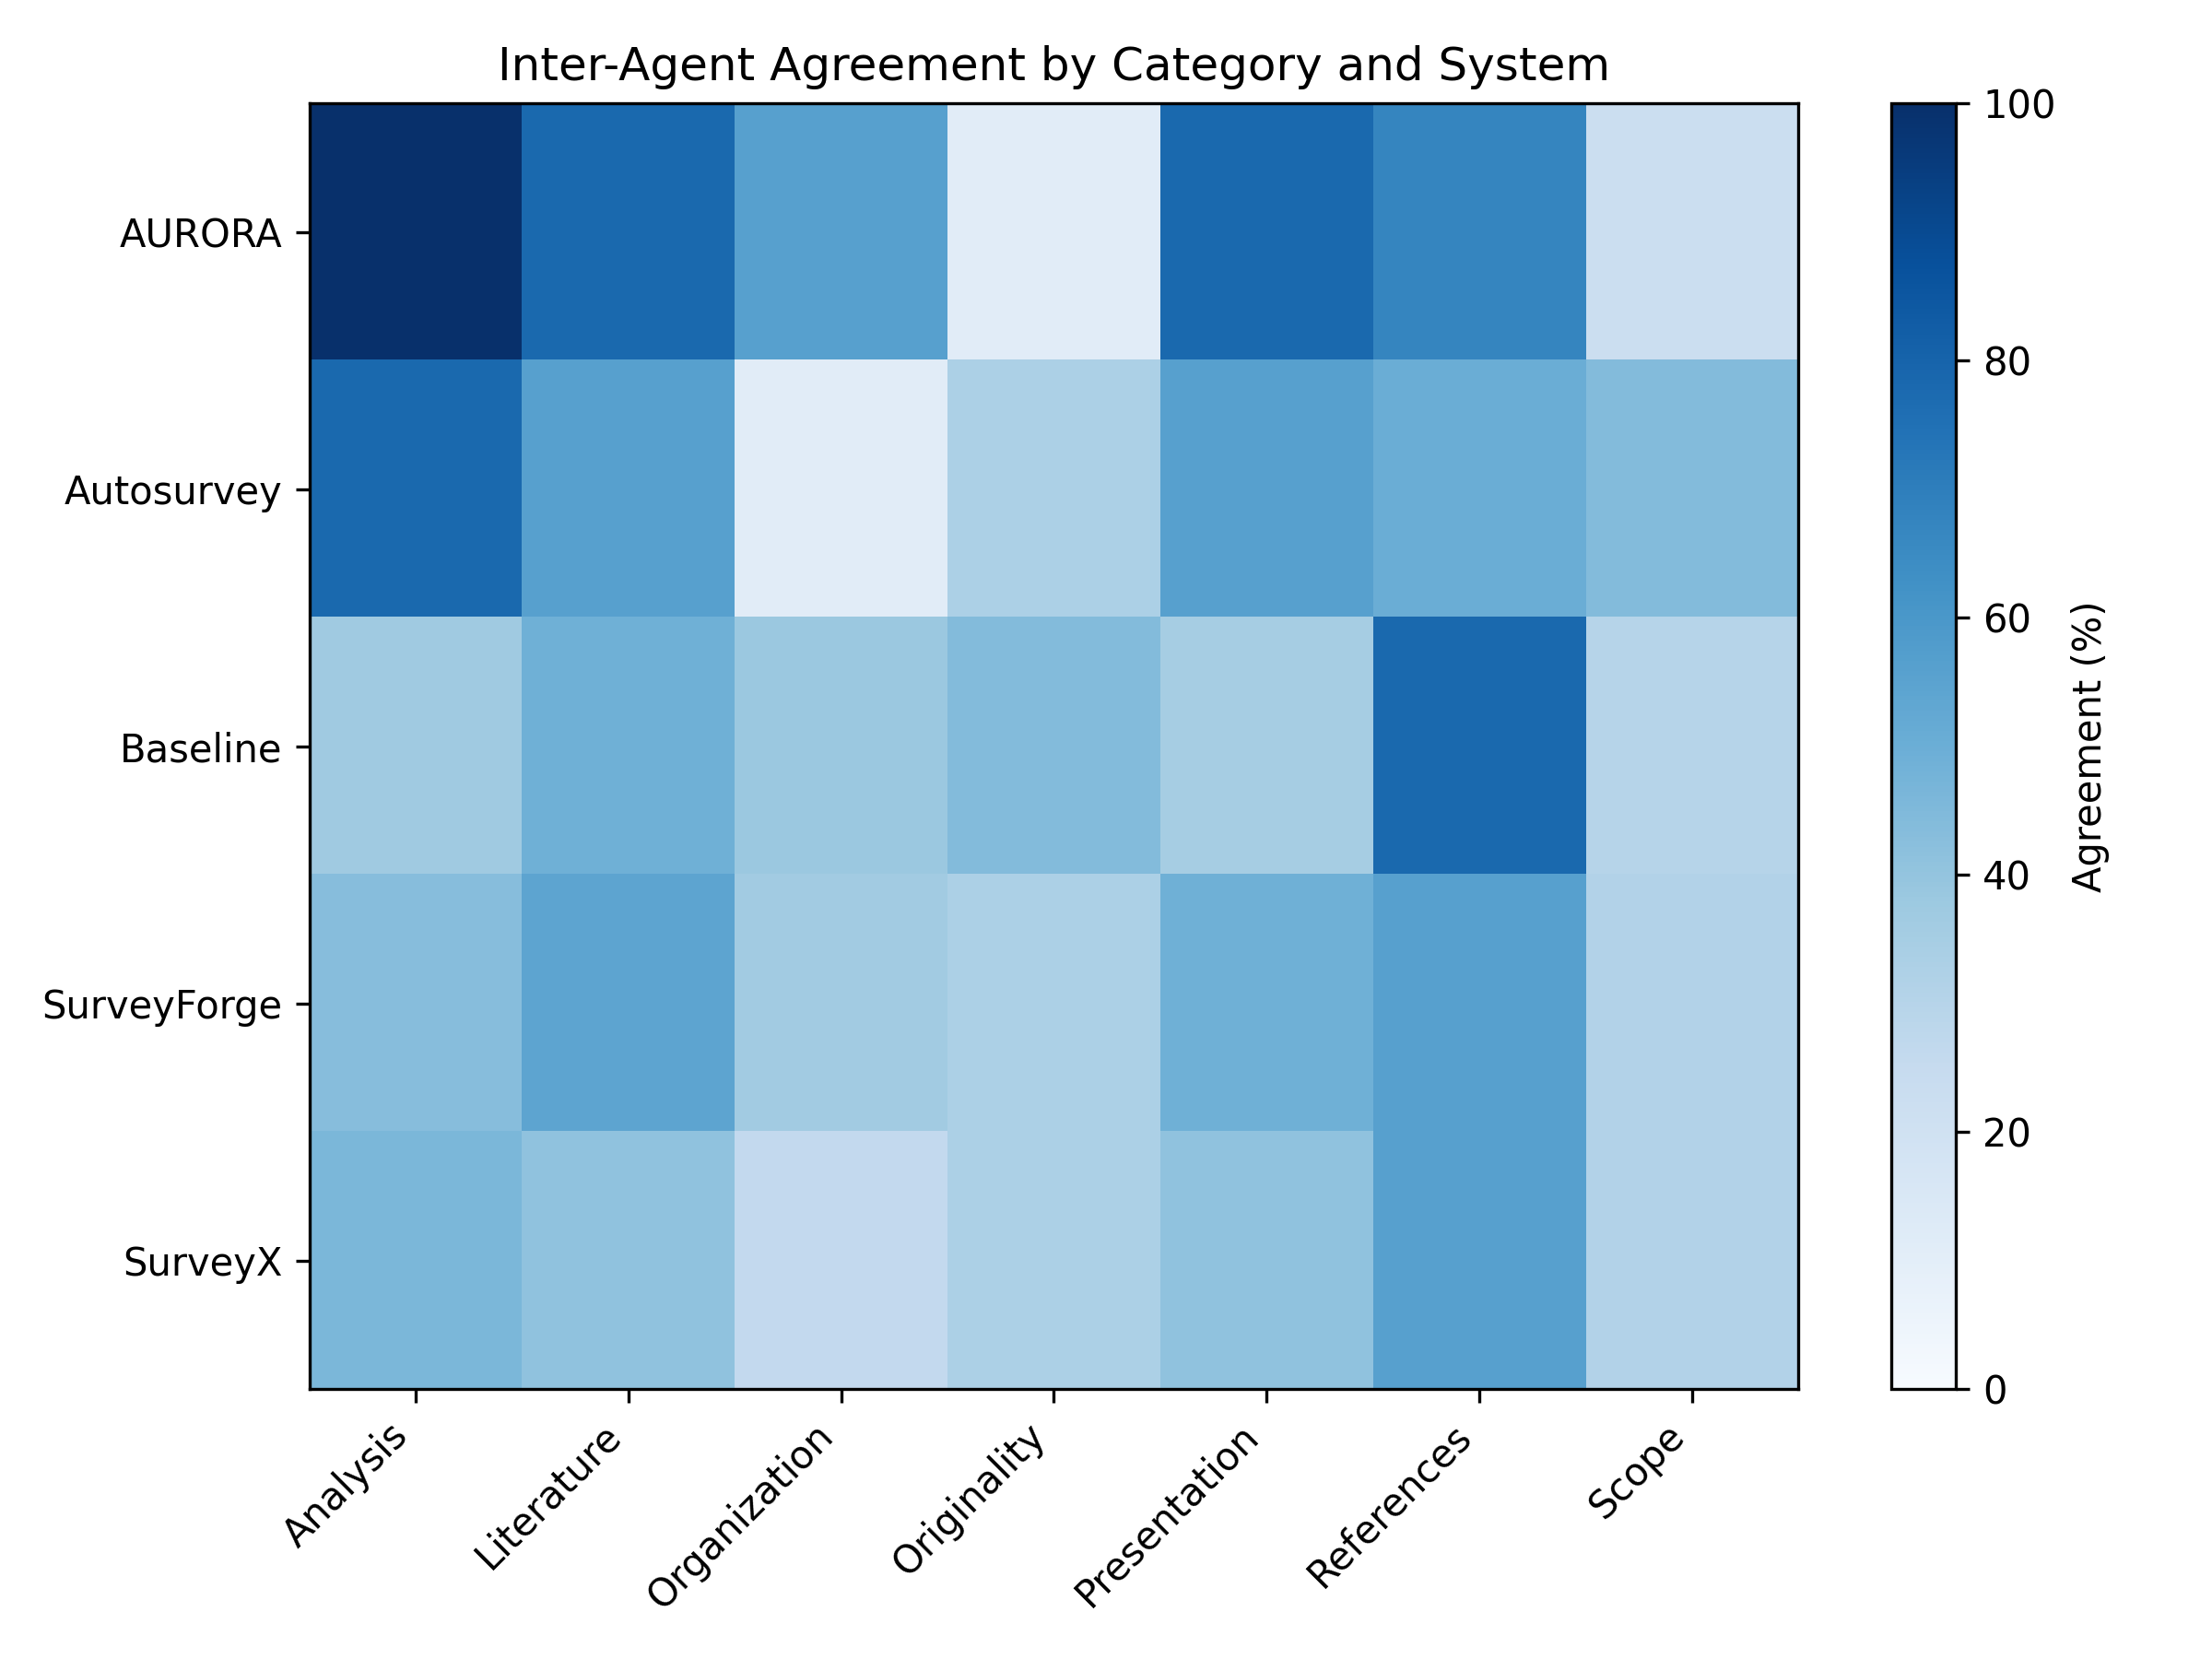 Inter-Agent Agreement by Category and System
AURORA
Autosurvey
Baseline
SurveyForge
SurveyX
Analysis
Literature
Organization
Originality
Presentation
References
Scope
100
80
60
40
20
0
Agreement (%)